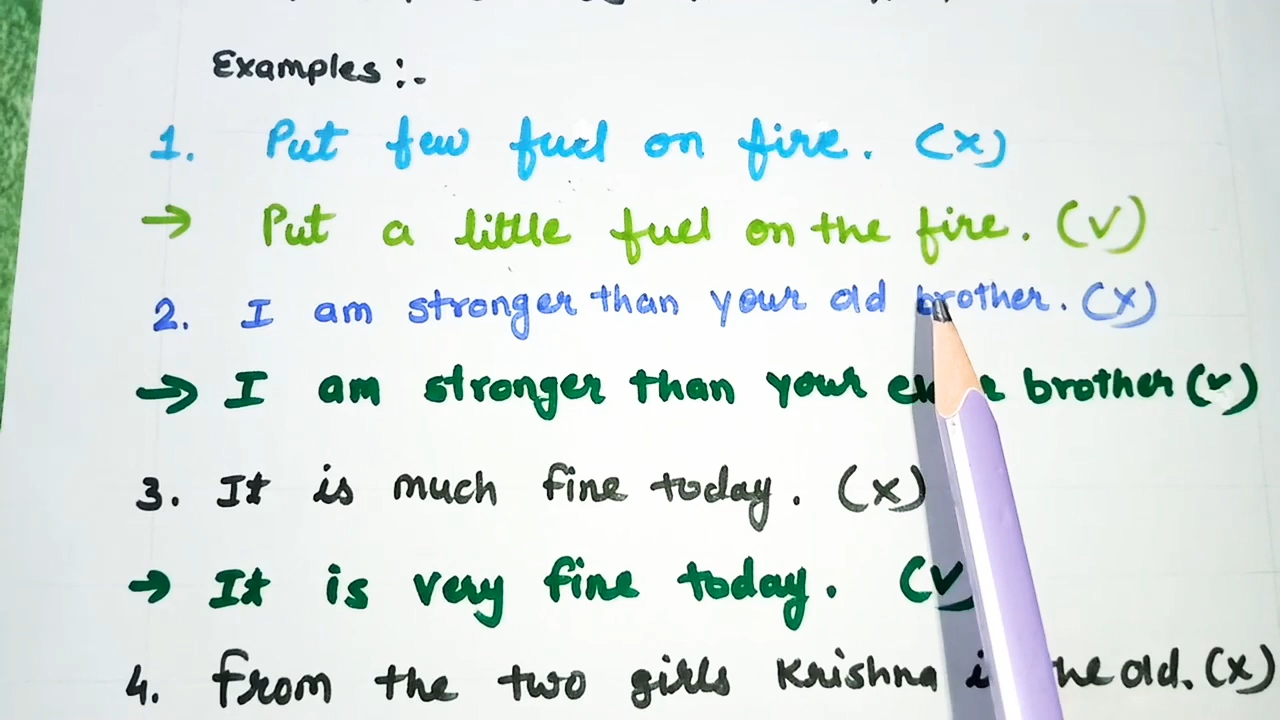 Examples :-
1. Put few fuel on fire. (x)
→ Put a little fuel on the fire. (✓)
2. I am stronger than your old brother. (x)
→ I am stronger than your brother (✓)
3. It is much fine today. (x)
→ It is very fine today. (✓)
4. From the two girls Krishna old. (x)